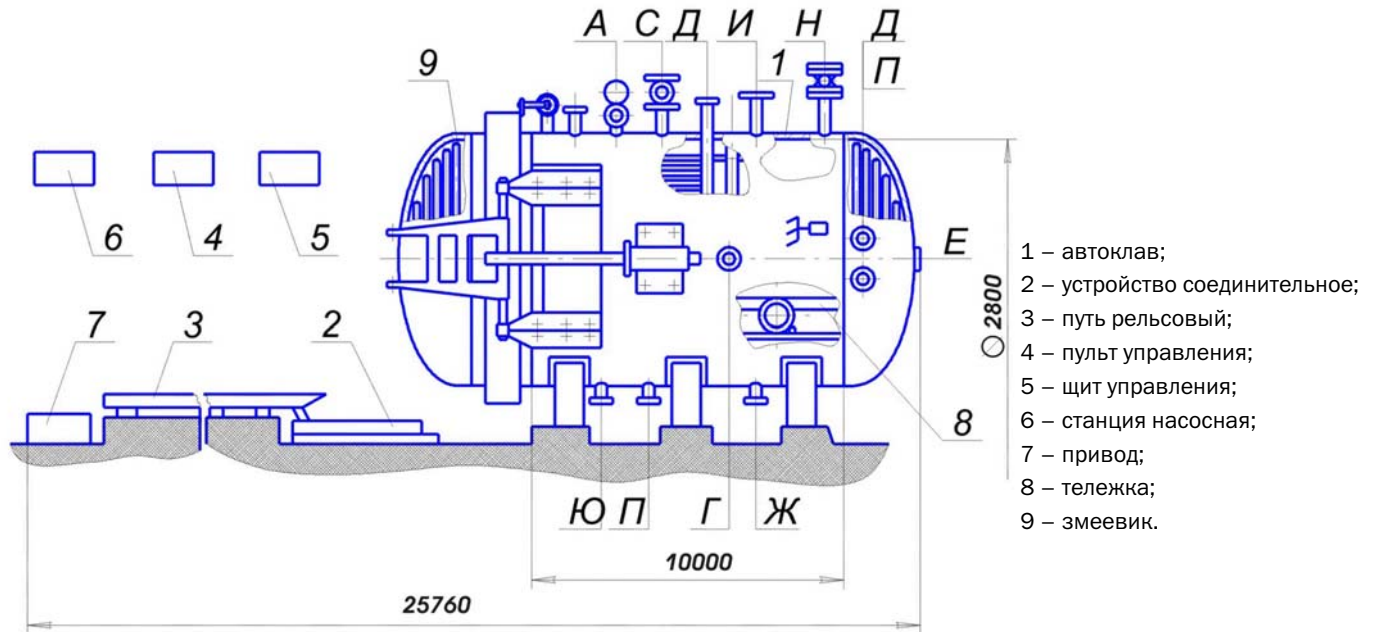 А С Д И Н Д
9 1 П
6 4 5 Е
1 – автоклав;
2 – устройство соединительное;
3 – путь рельсовый;
4 – пульт управления;
5 – щит управления;
6 – станция насосная;
7 – привод;
8 – тележка;
9 – змеевик.
∅ 2800
7 3 2 8
Ю П Г Ж
10000
25760